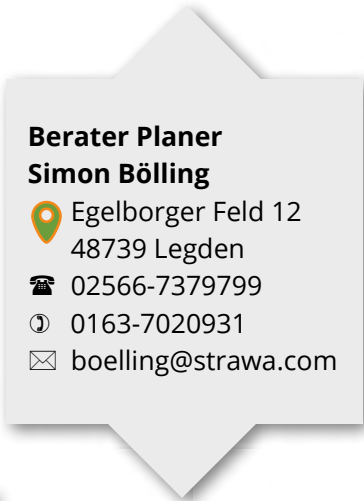 Berater Planer
Simon Bölling
Egelborger Feld 12
48739 Legden
☎ 02566-7379799
✆ 0163-7020931
✉ boelling@strawa.com